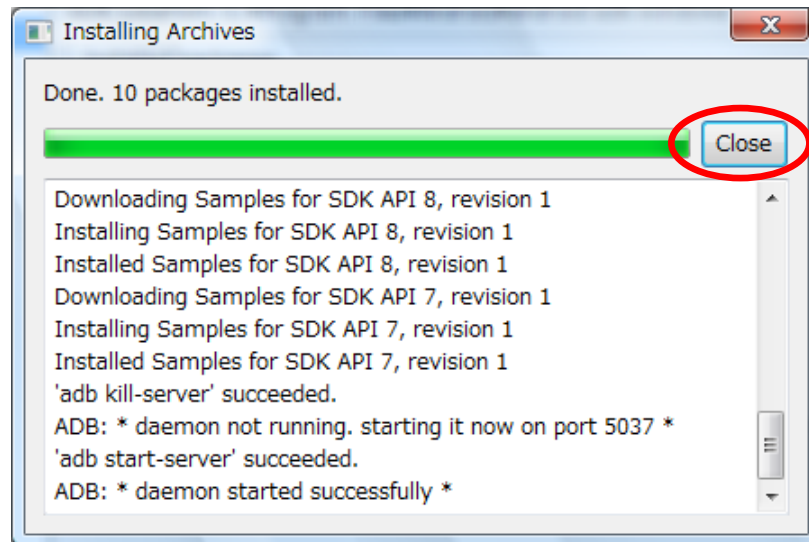 Installing Archives
Done. 10 packages installed.
Close
Downloading Samples for SDK API 8, revision 1
Installing Samples for SDK API 8, revision 1
Installed Samples for SDK API 8, revision 1
Downloading Samples for SDK API 7, revision 1
Installing Samples for SDK API 7, revision 1
Installed Samples for SDK API 7, revision 1
'adb kill-server' succeeded.
ADB: * daemon not running. starting it now on port 5037 *
'adb start-server' succeeded.
ADB: * daemon started successfully *